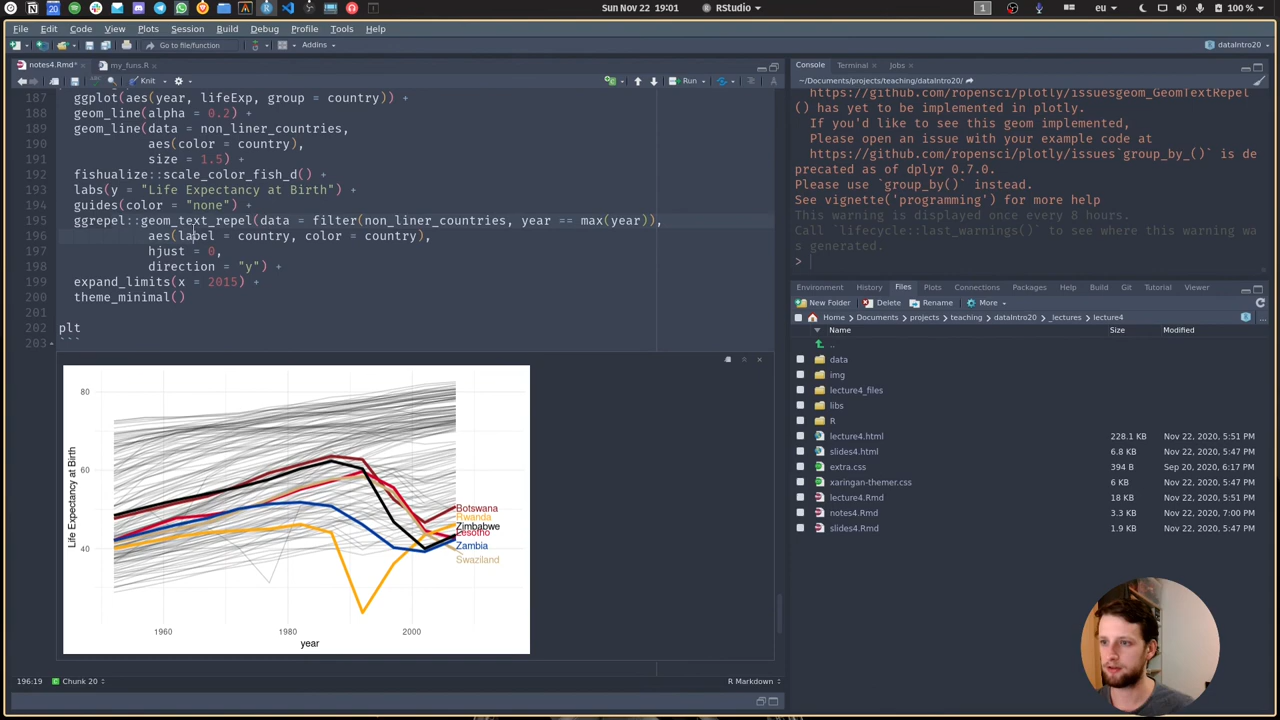 Sun Nov 22 19:01
RStudio
1
eu
100 %
File Edit Code View Plots Session Build Debug Profile Tools Help
Go to file/function
Addins
dataIntro20
notes4.Rmd*
my_funs.R
Knit
Run
187 ggplot(aes(year, lifeExp, group = country)) +
188 geom_line(alpha = 0.2) +
189 geom_line(data = non_liner_countries,
190 aes(color = country),
191 size = 1.5) +
192 fishualize::scale_color_fish_d() +
193 labs(y = "Life Expectancy at Birth") +
194 guides(color = "none") +
195 ggrepel::geom_text_repel(data = filter(non_liner_countries, year == max(year)),
196 aes(label = country, color = country),
197 hjust = 0,
198 direction = "y") +
199 expand_limits(x = 2015) +
200 theme_minimal()
201
202 plt
203 ```
80
60
40
Life Expectancy at Birth
Botswana
Rwanda
Zimbabwe
Lesotho
Zambia
Swaziland
1960 1980 2000
year
196:19
Chunk 20
R Markdown
Console Terminal Jobs
~/Documents/projects/teaching/dataIntro20/
https://github.com/ropensci/plotly/issuesgeom_GeomTextRepel
() has yet to be implemented in plotly.
If you'd like to see this geom implemented,
Please open an issue with your example code at
https://github.com/ropensci/plotly/issues`group_by_()` is de
precated as of dplyr 0.7.0.
Please use `group_by()` instead.
See vignette('programming') for more help
This warning is displayed once every 8 hours.
Call `lifecycle::last_warnings()` to see where this warning wa
s generated.
>
Environment History Files Plots Connections Packages Help Build Git Tutorial Viewer
New Folder Delete Rename More
Home Documents projects teaching dataIntro20 _lectures lecture4
Name Size Modified
..
data
img
lecture4_files
libs
R
lecture4.html 228.1 KB Nov 22, 2020, 5:51 PM
slides4.html 6.8 KB Nov 22, 2020, 5:47 PM
extra.css 394 B Sep 20, 2020, 6:17 PM
xaringan-themer.css 6 KB Nov 22, 2020, 5:47 PM
lecture4.Rmd 18 KB Nov 22, 2020, 5:51 PM
notes4.Rmd 3.3 KB Nov 22, 2020, 7:00 PM
slides4.Rmd 1.9 KB Nov 22, 2020, 5:47 PM